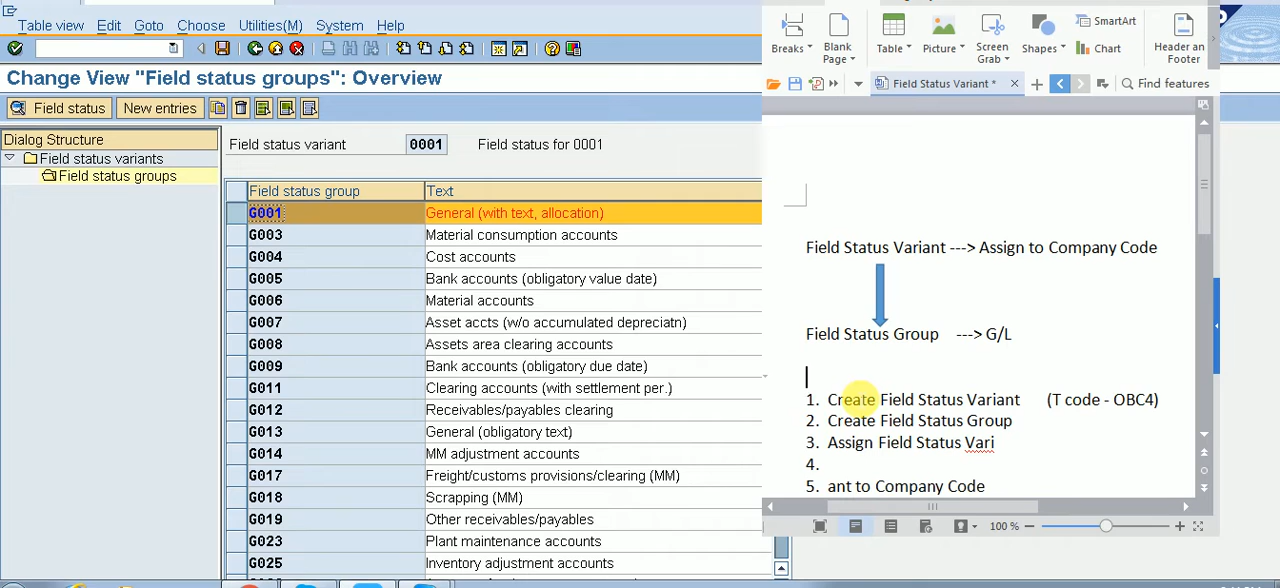 Table view Edit Goto Choose Utilities(M) System Help
Change View "Field status groups": Overview
Field status New entries
Dialog Structure
Field status variants
Field status groups
Field status variant 0001 Field status for 0001
Field status group Text
G001 General (with text, allocation)
G003 Material consumption accounts
G004 Cost accounts
G005 Bank accounts (obligatory value date)
G006 Material accounts
G007 Asset accts (w/o accumulated depreciatn)
G008 Assets area clearing accounts
G009 Bank accounts (obligatory due date)
G011 Clearing accounts (with settlement per.)
G012 Receivables/payables clearing
G013 General (obligatory text)
G014 MM adjustment accounts
G017 Freight/customs provisions/clearing (MM)
G018 Scrapping (MM)
G019 Other receivables/payables
G023 Plant maintenance accounts
G025 Inventory adjustment accounts
Breaks Blank Page Table Picture Screen Grab Shapes SmartArt Chart Header an Footer
Field Status Variant * Find features
Field Status Variant ---> Assign to Company Code
Field Status Group ---> G/L
1. Create Field Status Variant (T code - OBC4)
2. Create Field Status Group
3. Assign Field Status Vari
4.
5. ant to Company Code
100 %